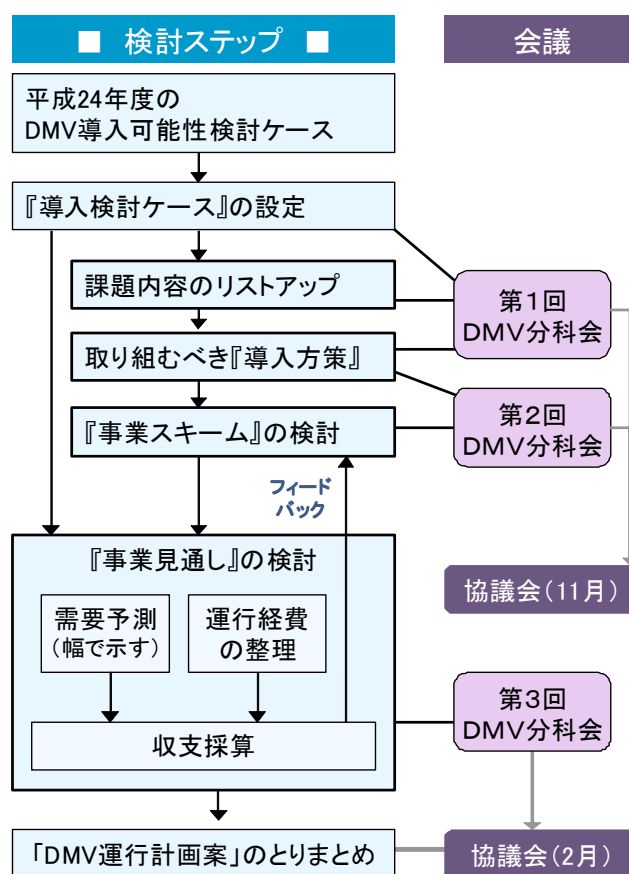 ■ 検討ステップ ■
会議
平成24年度の
DMV導入可能性検討ケース
『導入検討ケース』の設定
課題内容のリストアップ
第1回
DMV分科会
取り組むべき『導入方策』
第2回
DMV分科会
『事業スキーム』の検討
フィード
バック
『事業見通し』の検討
協議会(11月)
需要予測
(幅で示す)
運行経費
の整理
第3回
DMV分科会
収支採算
「DMV運行計画案」のとりまとめ
協議会(2月)